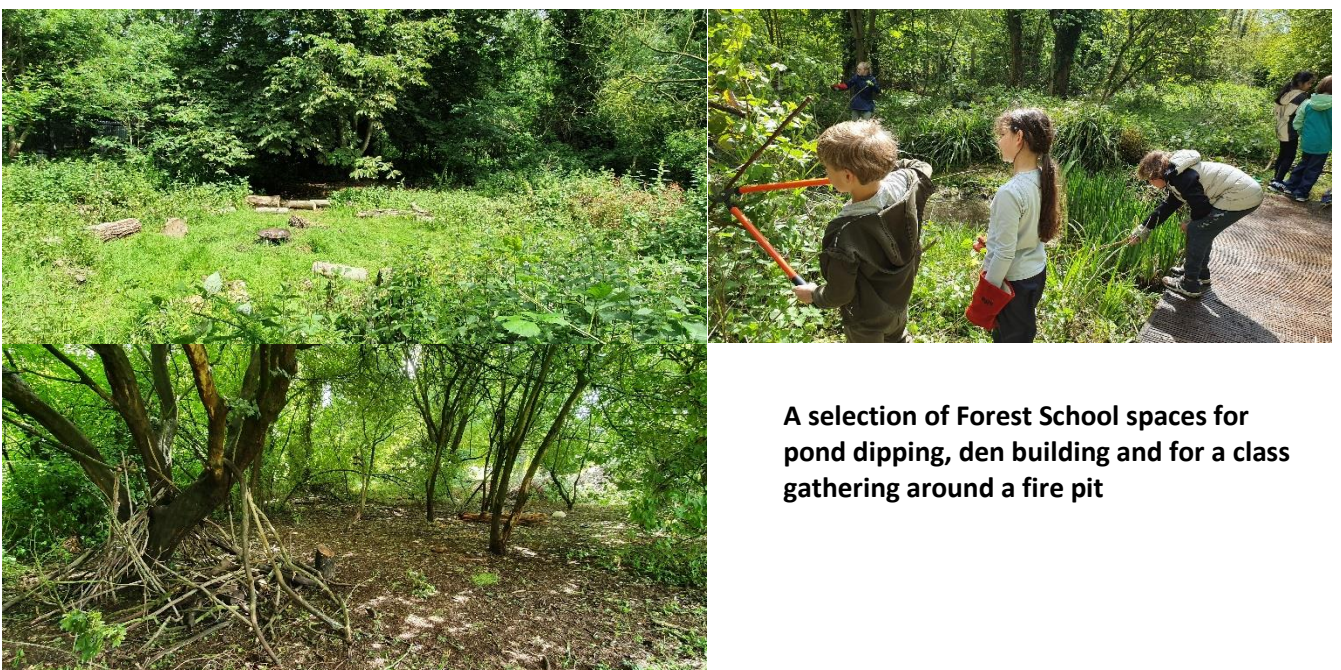 A selection of Forest School spaces for
pond dipping, den building and for a class
gathering around a fire pit